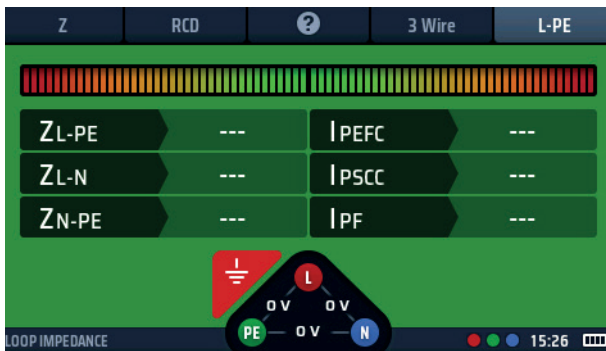 Z RCD ? 3 Wire L-PE
ZL-PE --- IPEFC ---
ZL-N --- IPSCC ---
ZN-PE --- IPF ---
L
0 V 0 V
PE 0 V N
LOOP IMPEDANCE 15:26